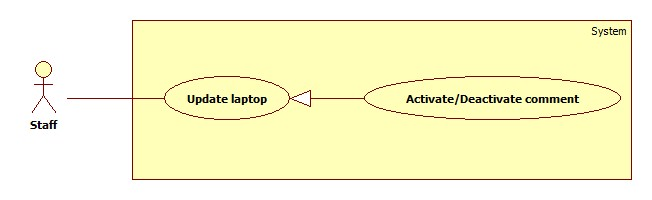 System
Update laptop
Activate/Deactivate comment
Staff